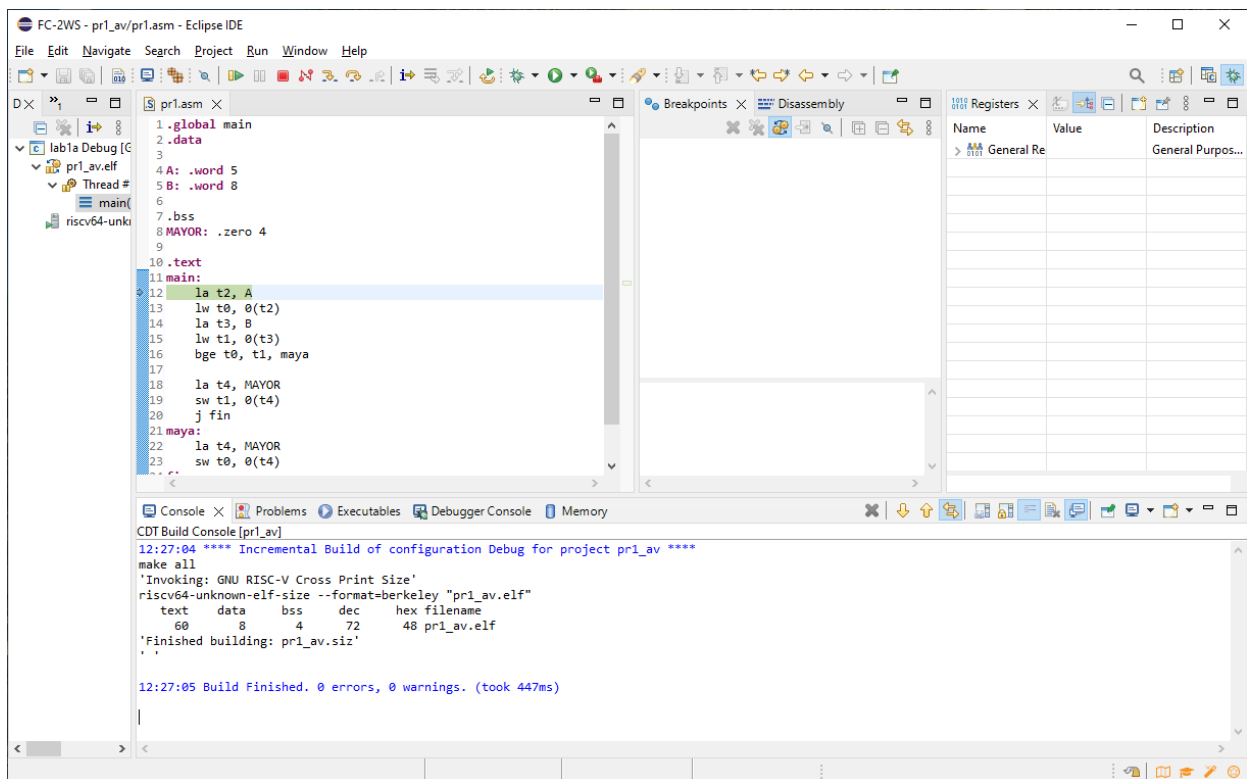 FC-2WS - pr1_av/pr1.asm - Eclipse IDE
File Edit Navigate Search Project Run Window Help
D
1
lab1a Debug [G
pr1_av.elf
Thread #
main(
riscv64-unk
pr1.asm
1 .global main
2 .data
3
4 A: .word 5
5 B: .word 8
6
7 .bss
8 MAYOR: .zero 4
9
10 .text
11 main:
12 la t2, A
13 lw t0, 0(t2)
14 la t3, B
15 lw t1, 0(t3)
16 bge t0, t1, maya
17
18 la t4, MAYOR
19 sw t1, 0(t4)
20 j fin
21 maya:
22 la t4, MAYOR
23 sw t0, 0(t4)
Breakpoints Disassembly
Registers
Name Value Description
General Re General Purpos...
Console Problems Executables Debugger Console Memory
CDT Build Console [pr1_av]
12:27:04 **** Incremental Build of configuration Debug for project pr1_av ****
make all
'Invoking: GNU RISC-V Cross Print Size'
riscv64-unknown-elf-size --format=berkeley "pr1_av.elf"
text data bss dec hex filename
60 8 4 72 48 pr1_av.elf
'Finished building: pr1_av.siz'
' '
12:27:05 Build Finished. 0 errors, 0 warnings. (took 447ms)